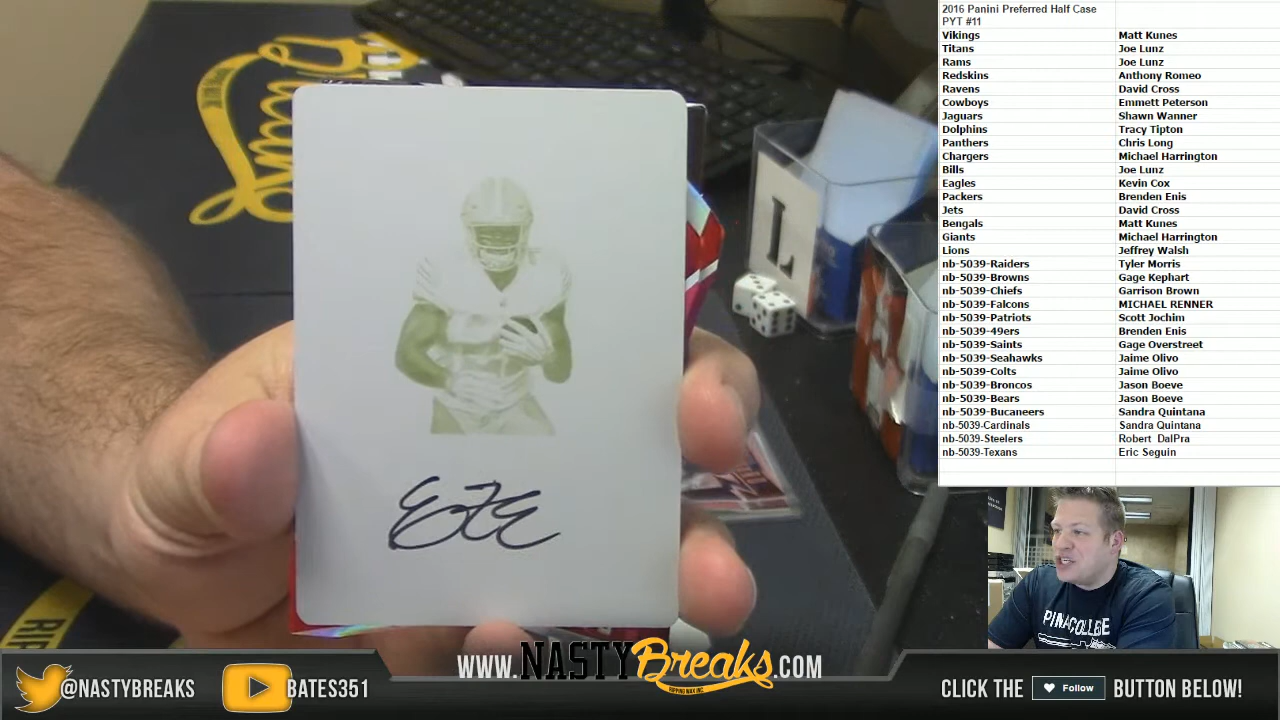 2016 Panini Preferred Half Case
PYT #11
Vikings Matt Kunes
Titans Joe Lunz
Rams Joe Lunz
Redskins Anthony Romeo
Ravens David Cross
Cowboys Emmett Peterson
Jaguars Shawn Wanner
Dolphins Tracy Tipton
Panthers Chris Long
Chargers Michael Harrington
Bills Joe Lunz
Eagles Kevin Cox
Packers Brenden Enis
Jets David Cross
Bengals Matt Kunes
Giants Michael Harrington
Lions Jeffrey Walsh
nb-5039-Raiders Tyler Morris
nb-5039-Browns Gage Kephart
nb-5039-Chiefs Garrison Brown
nb-5039-Falcons MICHAEL RENNER
nb-5039-Patriots Scott Jochim
nb-5039-49ers Brenden Enis
nb-5039-Saints Gage Overstreet
nb-5039-Seahawks Jaime Olivo
nb-5039-Colts Jaime Olivo
nb-5039-Broncos Jason Boeve
nb-5039-Bears Jason Boeve
nb-5039-Bucaneers Sandra Quintana
nb-5039-Cardinals Sandra Quintana
nb-5039-Steelers Robert DalPra
nb-5039-Texans Eric Seguin
L
@NASTYBREAKS
BATES351
WWW.NASTYBreaks.COM
RIPPING WAX INC.
CLICK THE Follow BUTTON BELOW!